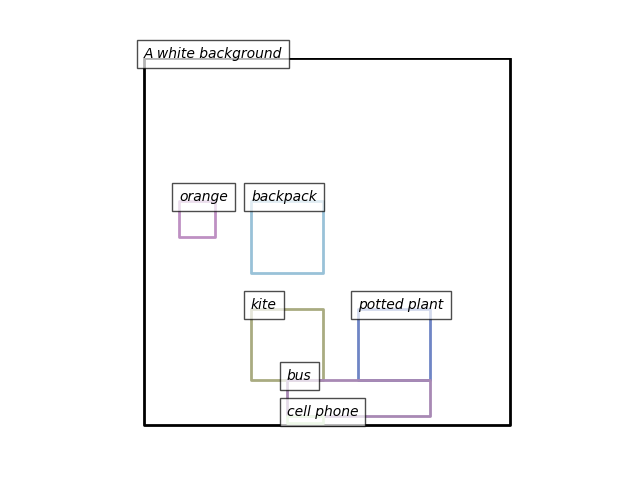 A white background
orange
backpack
kite
potted plant
bus
cell phone